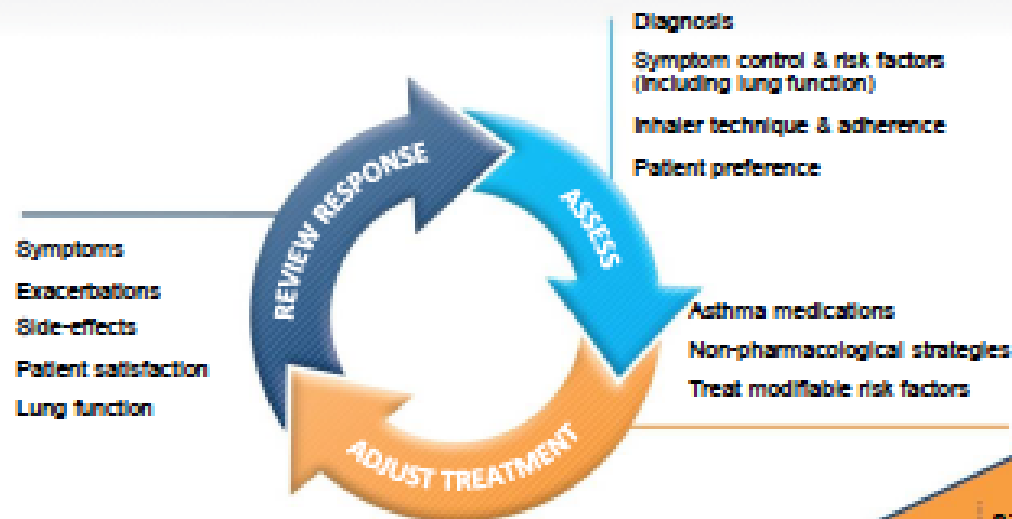 Diagnosis
Symptom control & risk factors
(including lung function)
Inhaler technique & adherence
Patient preference
REVIEW RESPONSE
ASSESS
Symptoms
Exacerbations
Side-effects
Patient satisfaction
Lung function
Asthma medications
Non-pharmacological strategies
Treat modifiable risk factors
ADJUST TREATMENT